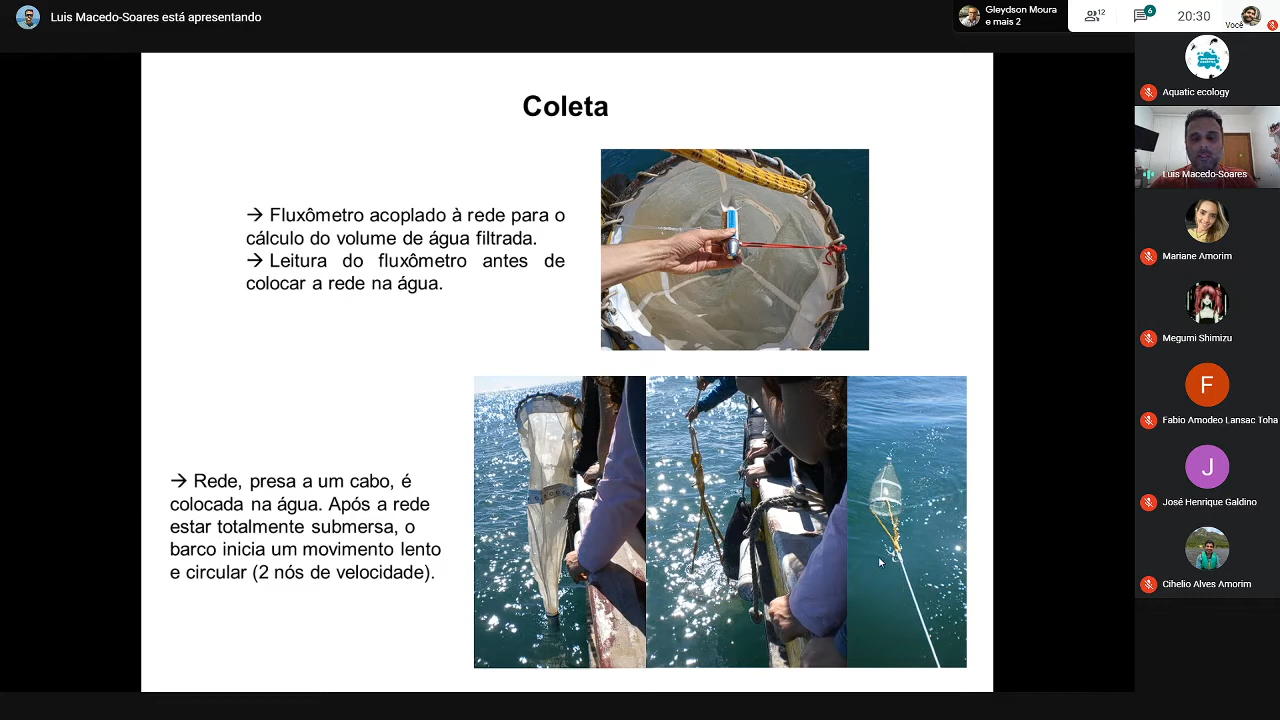 Luis Macedo-Soares está apresentando
Gleydson Moura
e mais 2
12
6
20:30
Você
Coleta
→ Fluxômetro acoplado à rede para o
cálculo do volume de água filtrada.
→ Leitura do fluxômetro antes de
colocar a rede na água.
→ Rede, presa a um cabo, é
colocada na água. Após a rede
estar totalmente submersa, o
barco inicia um movimento lento
e circular (2 nós de velocidade).
Aquatic ecology
Luis Macedo-Soares
Mariane Amorim
Megumi Shimizu
F
Fabio Amodeo Lansac Toha
J
José Henrique Galdino
Cihelio Alves Amorim